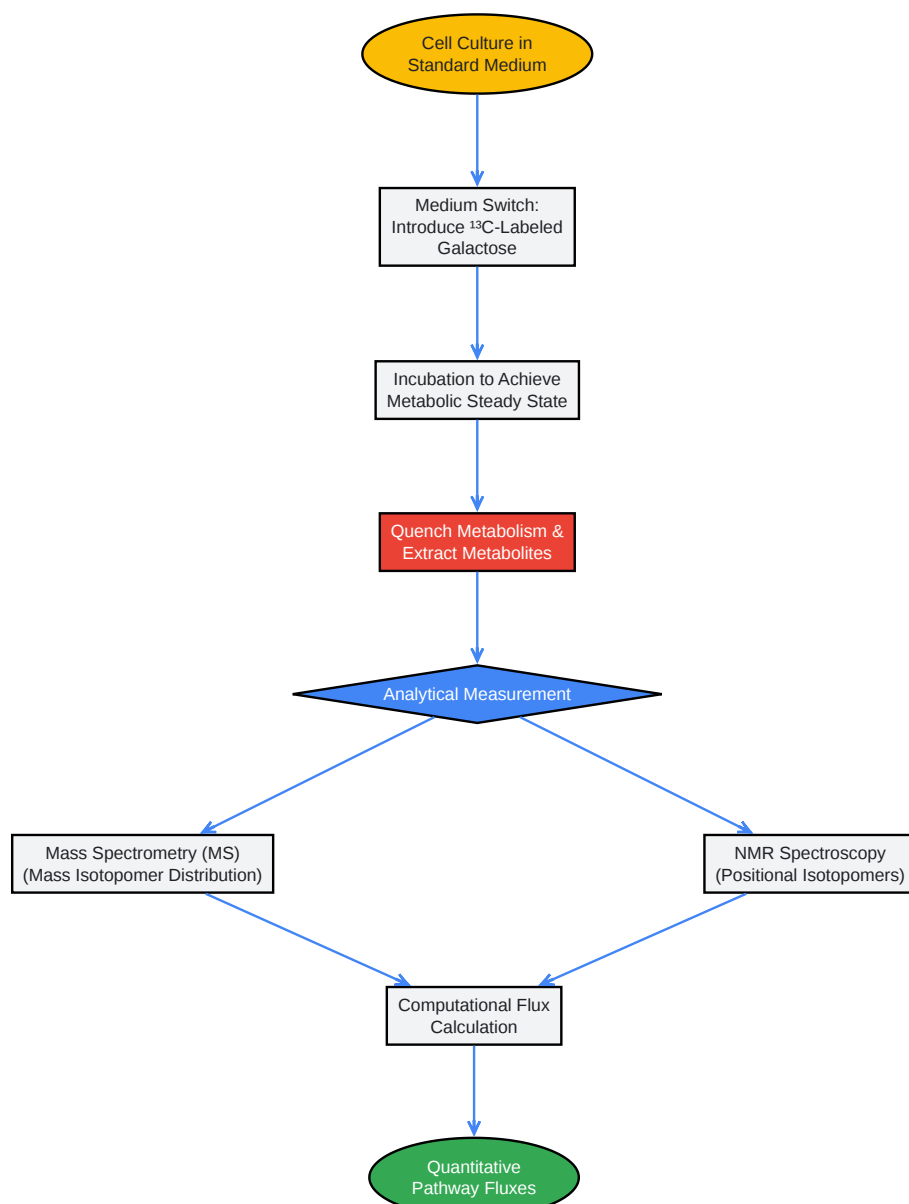 Cell Culture in
Standard Medium
Medium Switch:
Introduce ¹³C-Labeled
Galactose
Incubation to Achieve
Metabolic Steady State
Quench Metabolism &
Extract Metabolites
Analytical Measurement
Mass Spectrometry (MS)
(Mass Isotopomer Distribution)
NMR Spectroscopy
(Positional Isotopomers)
Computational Flux
Calculation
Quantitative
Pathway Fluxes